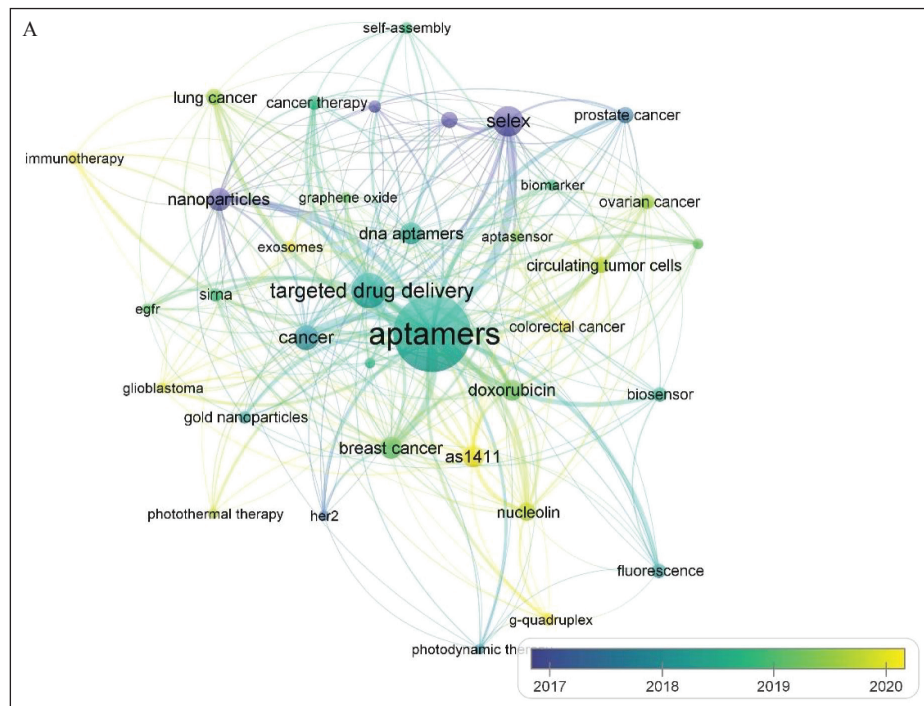 A
self-assembly
lung cancer
cancer therapy
selex
prostate cancer
immunotherapy
biomarker
nanoparticles
graphene oxide
ovarian cancer
dna aptamers
aptasensor
exosomes
circulating tumor cells
targeted drug delivery
sirna
egfr
aptamers
colorectal cancer
cancer
glioblastoma
doxorubicin
biosensor
gold nanoparticles
breast cancer
as1411
photothermal therapy
her2
nucleolin
fluorescence
g-quadruplex
photodynamic
2017 2018 2019 2020